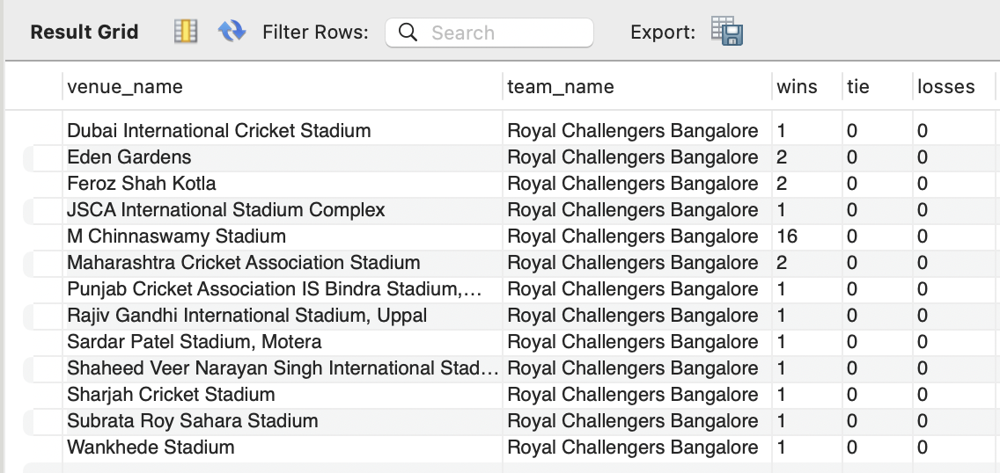 Result Grid Filter Rows: Search Export:
venue_name team_name wins tie losses
Dubai International Cricket Stadium Royal Challengers Bangalore 1 0 0
Eden Gardens Royal Challengers Bangalore 2 0 0
Feroz Shah Kotla Royal Challengers Bangalore 2 0 0
JSCA International Stadium Complex Royal Challengers Bangalore 1 0 0
M Chinnaswamy Stadium Royal Challengers Bangalore 16 0 0
Maharashtra Cricket Association Stadium Royal Challengers Bangalore 2 0 0
Punjab Cricket Association IS Bindra Stadium,... Royal Challengers Bangalore 1 0 0
Rajiv Gandhi International Stadium, Uppal Royal Challengers Bangalore 1 0 0
Sardar Patel Stadium, Motera Royal Challengers Bangalore 1 0 0
Shaheed Veer Narayan Singh International Stad... Royal Challengers Bangalore 1 0 0
Sharjah Cricket Stadium Royal Challengers Bangalore 1 0 0
Subrata Roy Sahara Stadium Royal Challengers Bangalore 1 0 0
Wankhede Stadium Royal Challengers Bangalore 1 0 0